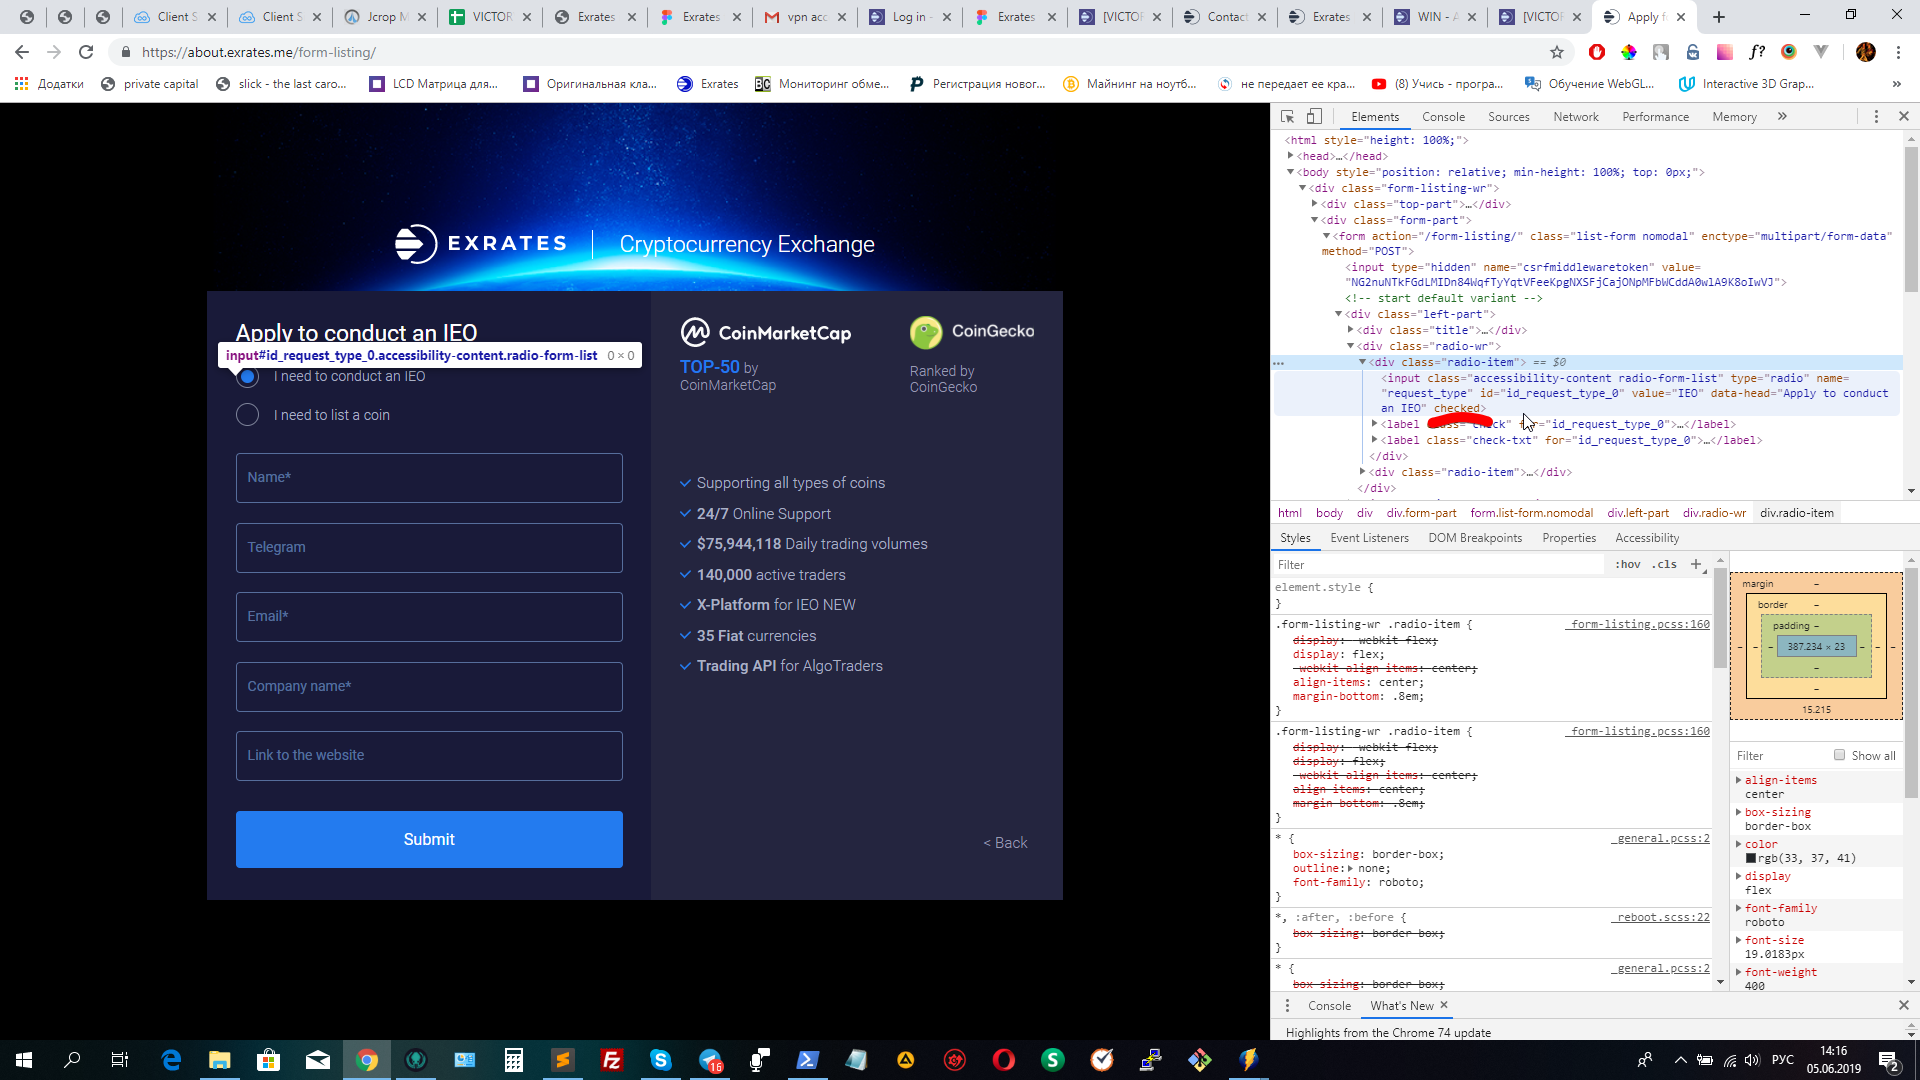 Client S
Client S
Jcrop M
VICTOR
Exrates
Exrates
vpn acc
Log in -
Exrates
[VICTOR
Contact
Exrates
WIN - A
[VICTOR
Apply f
https://about.exrates.me/form-listing/
Додатки
private capital
slick - the last caro...
LCD Матрица для...
Оригинальная кла...
Exrates
Мониторинг обме...
Регистрация новог...
Майнинг на ноутб...
не передает ее кра...
(8) Учись - програ...
Обучение WebGL...
Interactive 3D Grap...
EXRATES
Cryptocurrency Exchange
Apply to conduct an IEO
input#id_request_type_0.accessibility-content.radio-form-list 0 × 0
I need to conduct an IEO
I need to list a coin
Name*
Telegram
Email*
Company name*
Link to the website
Submit
CoinMarketCap
TOP-50 by
CoinMarketCap
CoinGecko
Ranked by
CoinGecko
Supporting all types of coins
24/7 Online Support
$75,944,118 Daily trading volumes
140,000 active traders
X-Platform for IEO NEW
35 Fiat currencies
Trading API for AlgoTraders
< Back
Elements Console Sources Network Performance Memory
<html style="height: 100%;">
<head>…</head>
<body style="position: relative; min-height: 100%; top: 0px;">
<div class="form-listing-wr">
<div class="top-part">…</div>
<div class="form-part">
<form action="/form-listing/" class="list-form nomodal" enctype="multipart/form-data"
method="POST">
<input type="hidden" name="csrfmiddlewaretoken" value=
"NG2nuNTkFGdLMIDn84WqfTyYqtVFeeKpgNXSFjCajONpMFbWCddA0wlA9K8oIwVJ">
<!-- start default variant -->
<div class="left-part">
<div class="title">…</div>
<div class="radio-wr">
<div class="radio-item"> == $0
<input class="accessibility-content radio-form-list" type="radio" name=
"request_type" id="id_request_type_0" value="IEO" data-head="Apply to conduct
an IEO" checked>
<label class="check" for="id_request_type_0">…</label>
<label class="check-txt" for="id_request_type_0">…</label>
</div>
<div class="radio-item">…</div>
</div>
html body div div.form-part form.list-form.nomodal div.left-part div.radio-wr div.radio-item
Styles Event Listeners DOM Breakpoints Properties Accessibility
Filter
:hov .cls +
element.style {
}
.form-listing-wr .radio-item {
_form-listing.pcss:160
display: -webkit-flex;
display: flex;
-webkit-align-items: center;
align-items: center;
margin-bottom: .8em;
}
.form-listing-wr .radio-item {
_form-listing.pcss:160
display: -webkit-flex;
display: flex;
-webkit-align-items: center;
align-items: center;
margin-bottom: .8em;
}
* {
_general.pcss:2
box-sizing: border-box;
outline: none;
font-family: roboto;
}
*, :after, :before {
_reboot.scss:22
box-sizing: border-box;
}
* {
_general.pcss:2
box-sizing: border-box;
margin –
border –
padding –
387.234 × 23
–
–
15.215
Filter
Show all
align-items
center
box-sizing
border-box
color
rgb(33, 37, 41)
display
flex
font-family
roboto
font-size
19.0183px
font-weight
400
Console What's New
Highlights from the Chrome 74 update
16
РУС
14:16
05.06.2019
2